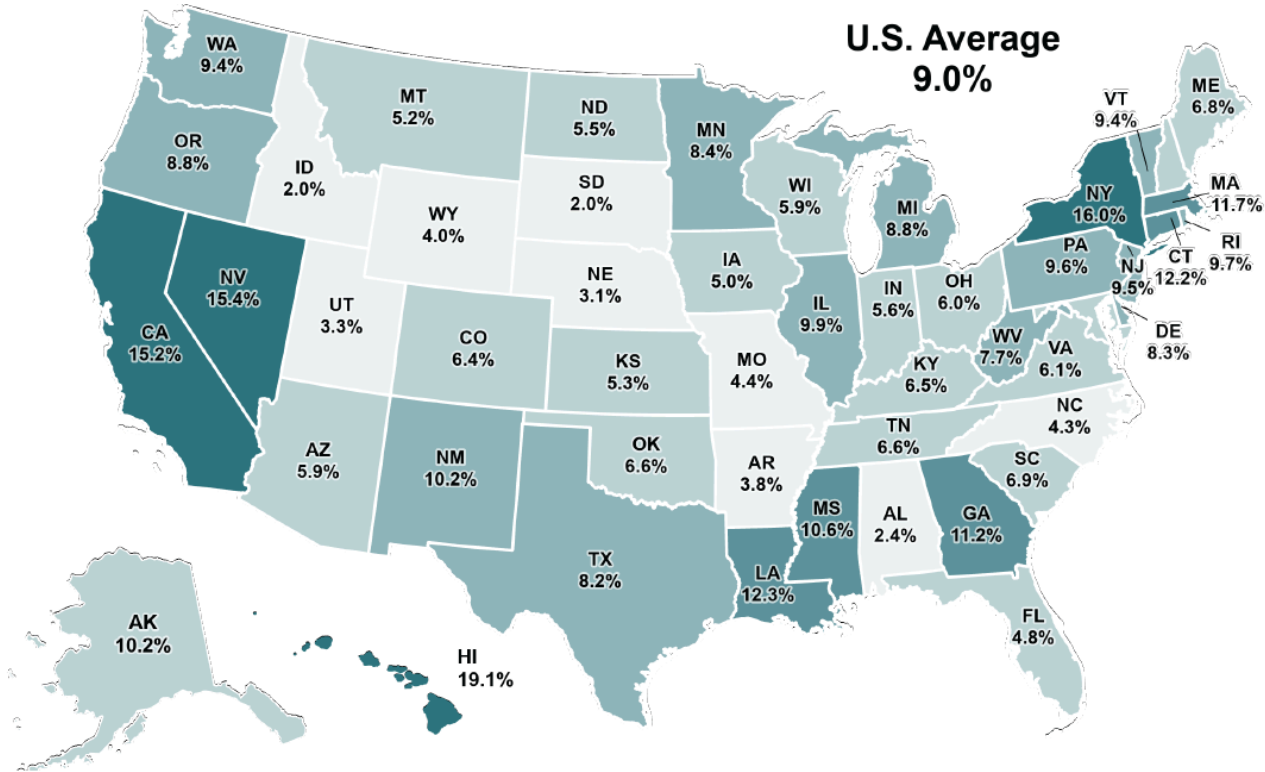 U.S. Average
9.0%
WA
9.4%
MT
5.2%
ND
5.5%
MN
8.4%
VT
9.4%
ME
6.8%
OR
8.8%
ID
2.0%
SD
2.0%
WI
5.9%
MI
8.8%
NY
16.0%
MA
11.7%
WY
4.0%
RI
9.7%
CT
12.2%
PA
9.6%
NJ
9.5%
IA
5.0%
NE
3.1%
NV
15.4%
UT
3.3%
IL
9.9%
IN
5.6%
OH
6.0%
DE
8.3%
CA
15.2%
CO
6.4%
KS
5.3%
MO
4.4%
WV
7.7%
VA
6.1%
KY
6.5%
NC
4.3%
AZ
5.9%
NM
10.2%
OK
6.6%
AR
3.8%
TN
6.6%
SC
6.9%
MS
10.6%
AL
2.4%
GA
11.2%
TX
8.2%
LA
12.3%
FL
4.8%
AK
10.2%
HI
19.1%